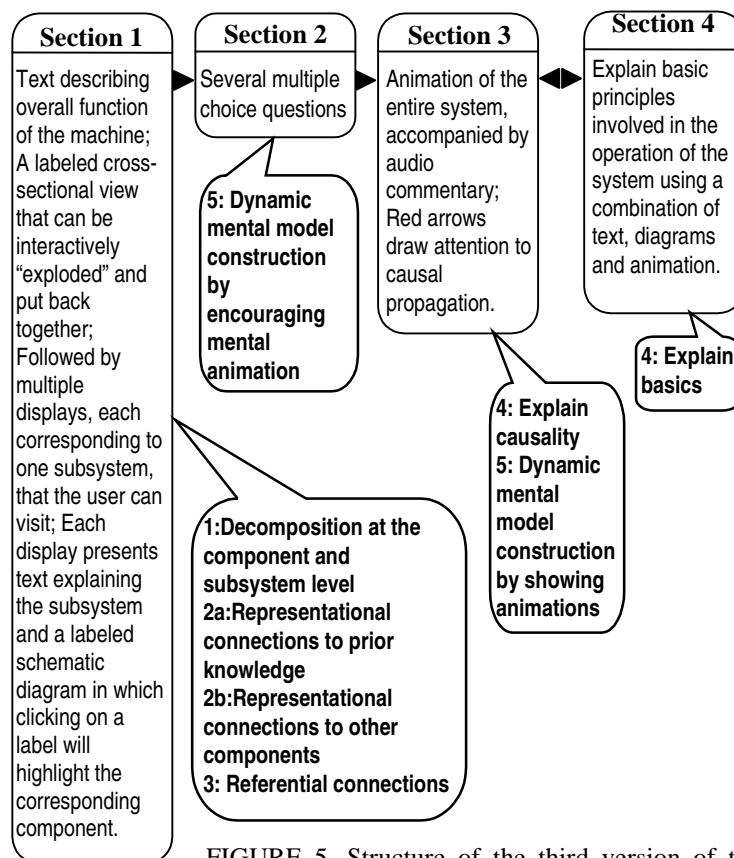 Section 1
Text describing
overall function
of the machine;
A labeled cross-
sectional view
that can be
interactively
“exploded” and
put back
together;
Followed by
multiple
displays, each
corresponding to
one subsystem,
that the user can
visit; Each
display presents
text explaining
the subsystem
and a labeled
schematic
diagram in which
clicking on a
label will
highlight the
corresponding
component.
Section 2
Several multiple
choice questions
5: Dynamic
mental model
construction
by
encouraging
mental
animation
Section 3
Animation of the
entire system,
accompanied by
audio
commentary;
Red arrows
draw attention to
causal
propagation.
Section 4
Explain basic
principles
involved in the
operation of the
system using a
combination of
text, diagrams
and animation.
4: Explain
basics
4: Explain
causality
5: Dynamic
mental
model
construction
by showing
animations
1:Decomposition at the
component and
subsystem level
2a:Representational
connections to prior
knowledge
2b:Representational
connections to other
components
3: Referential connections
FIGURE 5. Structure of the third version of